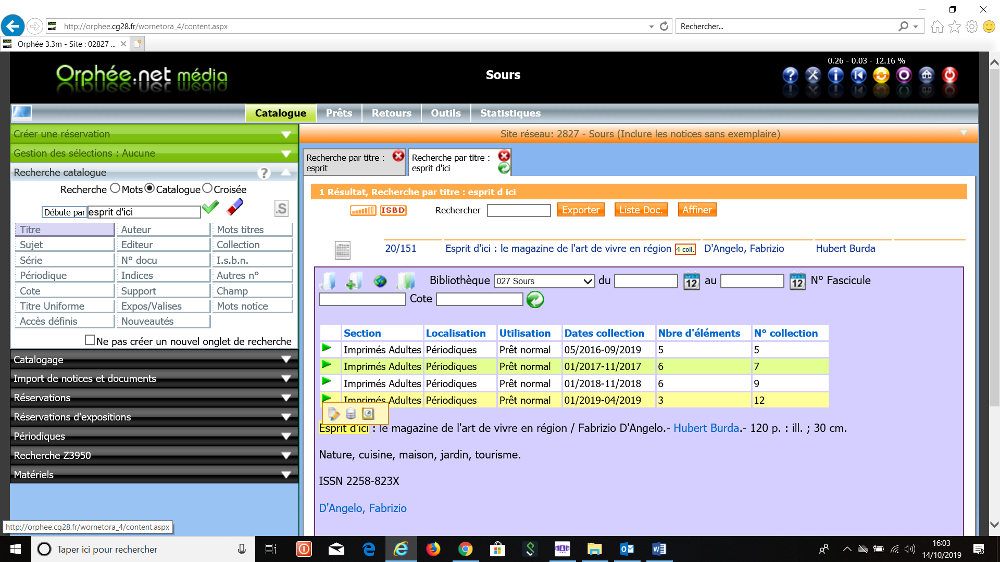 http://orphee.cg28.fr/wornetora_4/content.aspx
Rechercher...
Orphée 3.3m - Site : 02827 ...
Orphée.net média
Sours
0.26 - 0.03 - 12.16 %
Catalogue Prêts Retours Outils Statistiques
Créer une réservation
Gestion des sélections : Aucune
Recherche catalogue ?
Recherche Mots Catalogue Croisée
Débute par esprit d'ici .S
Titre Auteur Mots titres
Sujet Editeur Collection
Série N° docu I.s.b.n.
Périodique Indices Autres n°
Cote Support Champ
Titre Uniforme Expos/Valises Mots notice
Accès définis Nouveautés
Ne pas créer un nouvel onglet de recherche
Catalogage
Import de notices et documents
Réservations
Réservations d'expositions
Périodiques
Recherche Z3950
Matériels
Site réseau: 2827 - Sours (Inclure les notices sans exemplaire)
Recherche par titre :
esprit
Recherche par titre :
esprit d'ici
1 Résultat, Recherche par titre : esprit d ici
ISBD Rechercher Exporter Liste Doc. Affiner
20/151 Esprit d'ici : le magazine de l'art de vivre en région 4 coll. D'Angelo, Fabrizio Hubert Burda
Bibliothèque 027 Sours du 12 au 12 N° Fascicule
Cote
Section Localisation Utilisation Dates collection Nbre d'éléments N° collection
Imprimés Adultes Périodiques Prêt normal 05/2016-09/2019 5 5
Imprimés Adultes Périodiques Prêt normal 01/2017-11/2017 6 7
Imprimés Adultes Périodiques Prêt normal 01/2018-11/2018 6 9
Imprimés Adultes Périodiques Prêt normal 01/2019-04/2019 3 12
Esprit d'ici : le magazine de l'art de vivre en région / Fabrizio D'Angelo.- Hubert Burda.- 120 p. : ill. ; 30 cm.
Nature, cuisine, maison, jardin, tourisme.
ISSN 2258-823X
D'Angelo, Fabrizio
http://orphee.cg28.fr/wornetora_4/content.aspx
Taper ici pour rechercher
16:03
14/10/2019